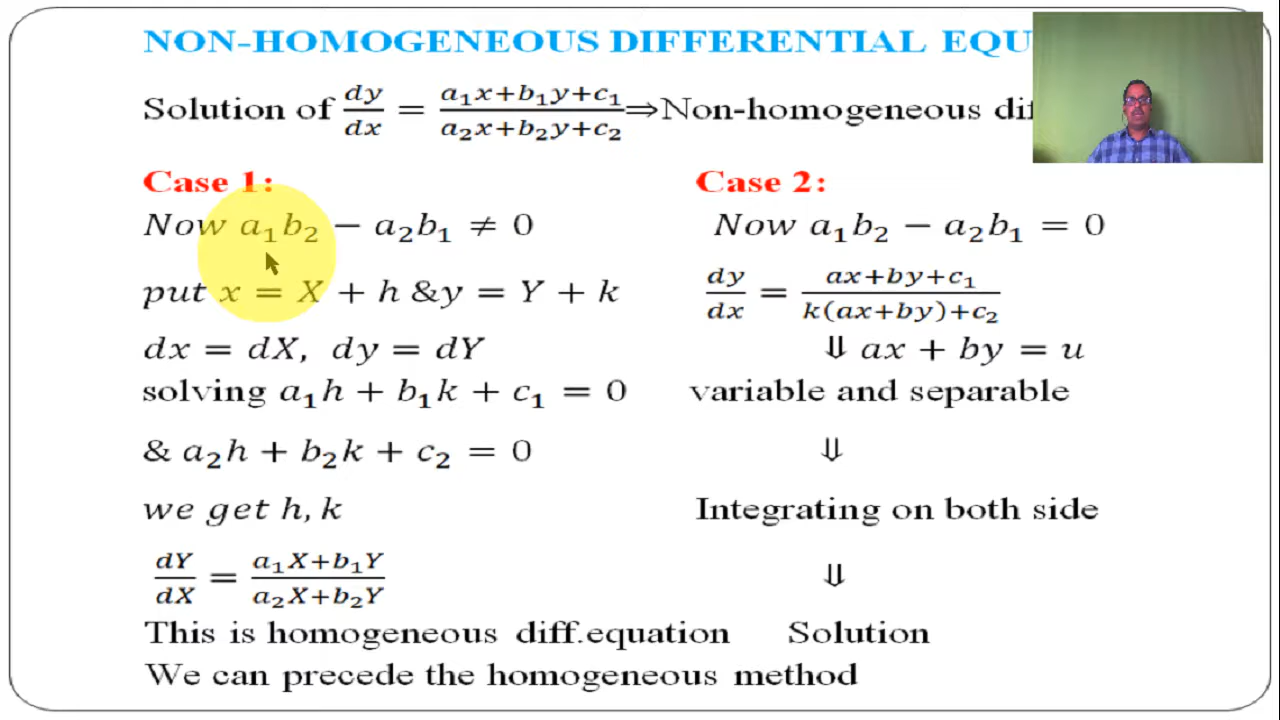 NON-HOMOGENEOUS DIFFERENTIAL EQU
Solution of dy/dx = (a₁x+b₁y+c₁)/(a₂x+b₂y+c₂) ⇒Non-homogeneous dif
Case 1:
Now a₁b₂ − a₂b₁ ≠ 0
put x = X + h &y = Y + k
dx = dX, dy = dY
solving a₁h + b₁k + c₁ = 0
& a₂h + b₂k + c₂ = 0
we get h, k
dY/dX = (a₁X+b₁Y)/(a₂X+b₂Y)
This is homogeneous diff.equation
We can precede the homogeneous method
Case 2:
Now a₁b₂ − a₂b₁ = 0
dy/dx = (ax+by+c₁)/(k(ax+by)+c₂)
⇓ ax + by = u
variable and separable
⇓
Integrating on both side
⇓
Solution